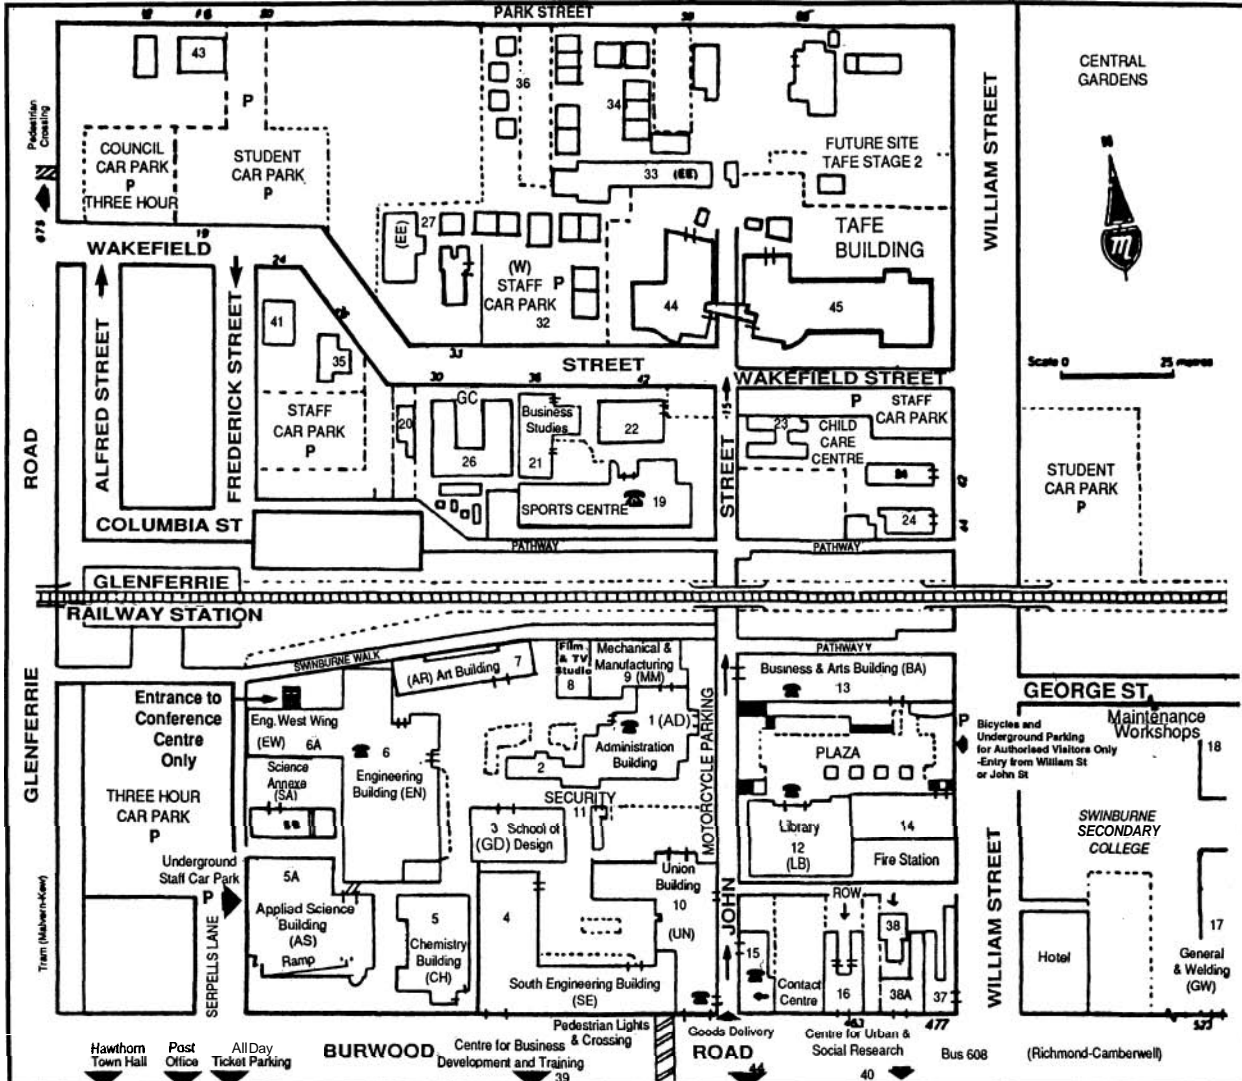 PARK STREET
43
36
34
P
COUNCIL
CAR PARK
P
THREE HOUR
STUDENT
CAR PARK
P
Pedestrian
Crossing
675
19
WAKEFIELD
24
33 (EE)
FUTURE SITE
TAFE STAGE 2
CENTRAL
GARDENS
N
WILLIAM STREET
TAFE
BUILDING
(EE)
27
(W)
STAFF
CAR PARK
P
32
44
45
41
35
33
STREET
WAKEFIELD STREET
Scale 0
25 metres
ALFRED STREET
FREDERICK STREET
ROAD
STAFF
CAR PARK
P
20
30
GC
26
36
Business
Studies
21
42
22
STREET
15
P
STAFF
CAR PARK
23
CHILD
CARE
CENTRE
24
SPORTS CENTRE
19
STUDENT
CAR PARK
P
COLUMBIA ST
PATHWAY
PATHWAY
GLENFERRIE
RAILWAY STATION
SWINBURNE WALK
(AR) Art Building
7
Film
& TV
Studio
8
Mechanical &
Manufacturing
9 (MM)
PATHWAY
Business & Arts Building (BA)
13
GEORGE ST
Maintenance
Workshops
18
Entrance to
Conference
Centre
Only
Eng. West Wing
(EW)
6A
6
Engineering
Building (EN)
1 (AD)
Administration
Building
2
MOTORCYCLE PARKING
PLAZA
P
Bicycles and
Underground Parking
for Authorised Visitors Only
-Entry from William St
or John St
GLENFERRIE
THREE HOUR
CAR PARK
P
Science
Annexe
(SA)
SECURITY
11
3 School of
(GD) Design
Library
12
(LB)
14
Fire Station
SWINBURNE
SECONDARY
COLLEGE
Underground
Staff Car Park
P
5A
Applied Science
Building
(AS)
Ramp
5
Chemistry
Building
(CH)
4
Union
Building
10
(UN)
South Engineering Building
(SE)
JOHN
ROW
38
15
Contact
Centre
16
38A
37
WILLIAM STREET
Hotel
17
General
& Welding
(GW)
Tram (Malvern-Kew)
SERPELLS LANE
Hawthorn
Town Hall
Post
Office
All Day
Ticket Parking
BURWOOD
Centre for Business
Development and Training
39
Pedestrian Lights
& Crossing
Goods Delivery
ROAD
44
463
Centre for Urban &
Social Research
40
477
Bus 608
(Richmond-Camberwell)
523